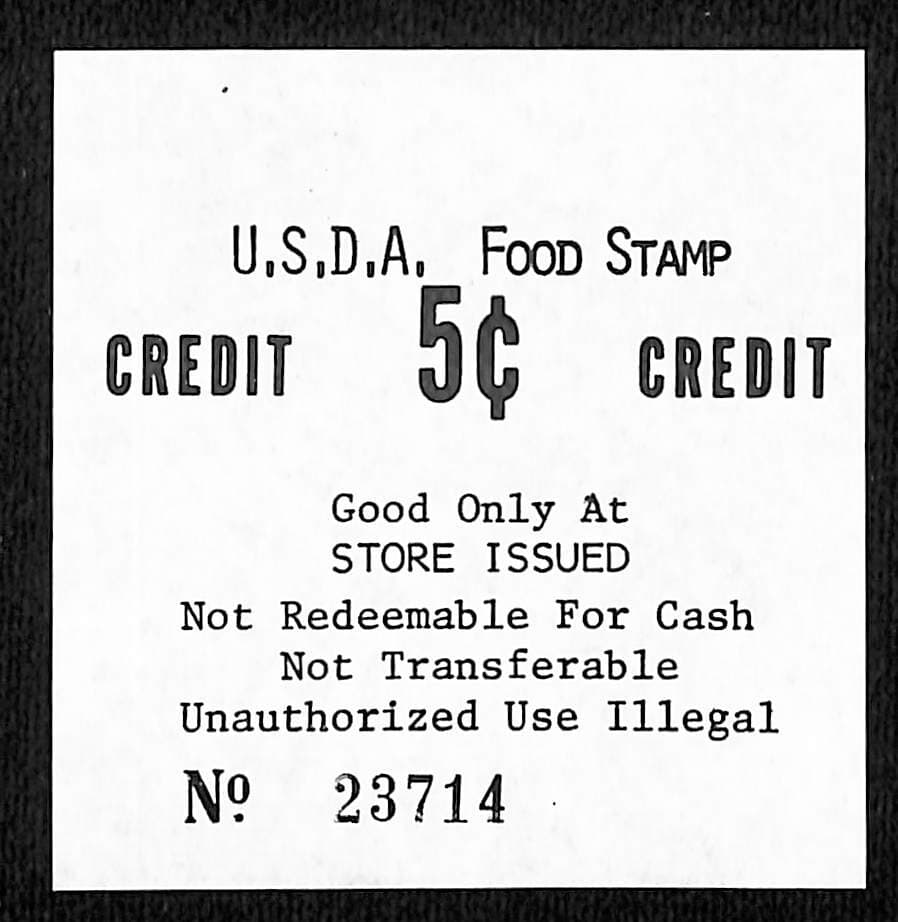 U.S.D.A. FOOD STAMP
CREDIT 5¢ CREDIT
Good Only At
STORE ISSUED
Not Redeemable For Cash
Not Transferable
Unauthorized Use Illegal
Nº 23714